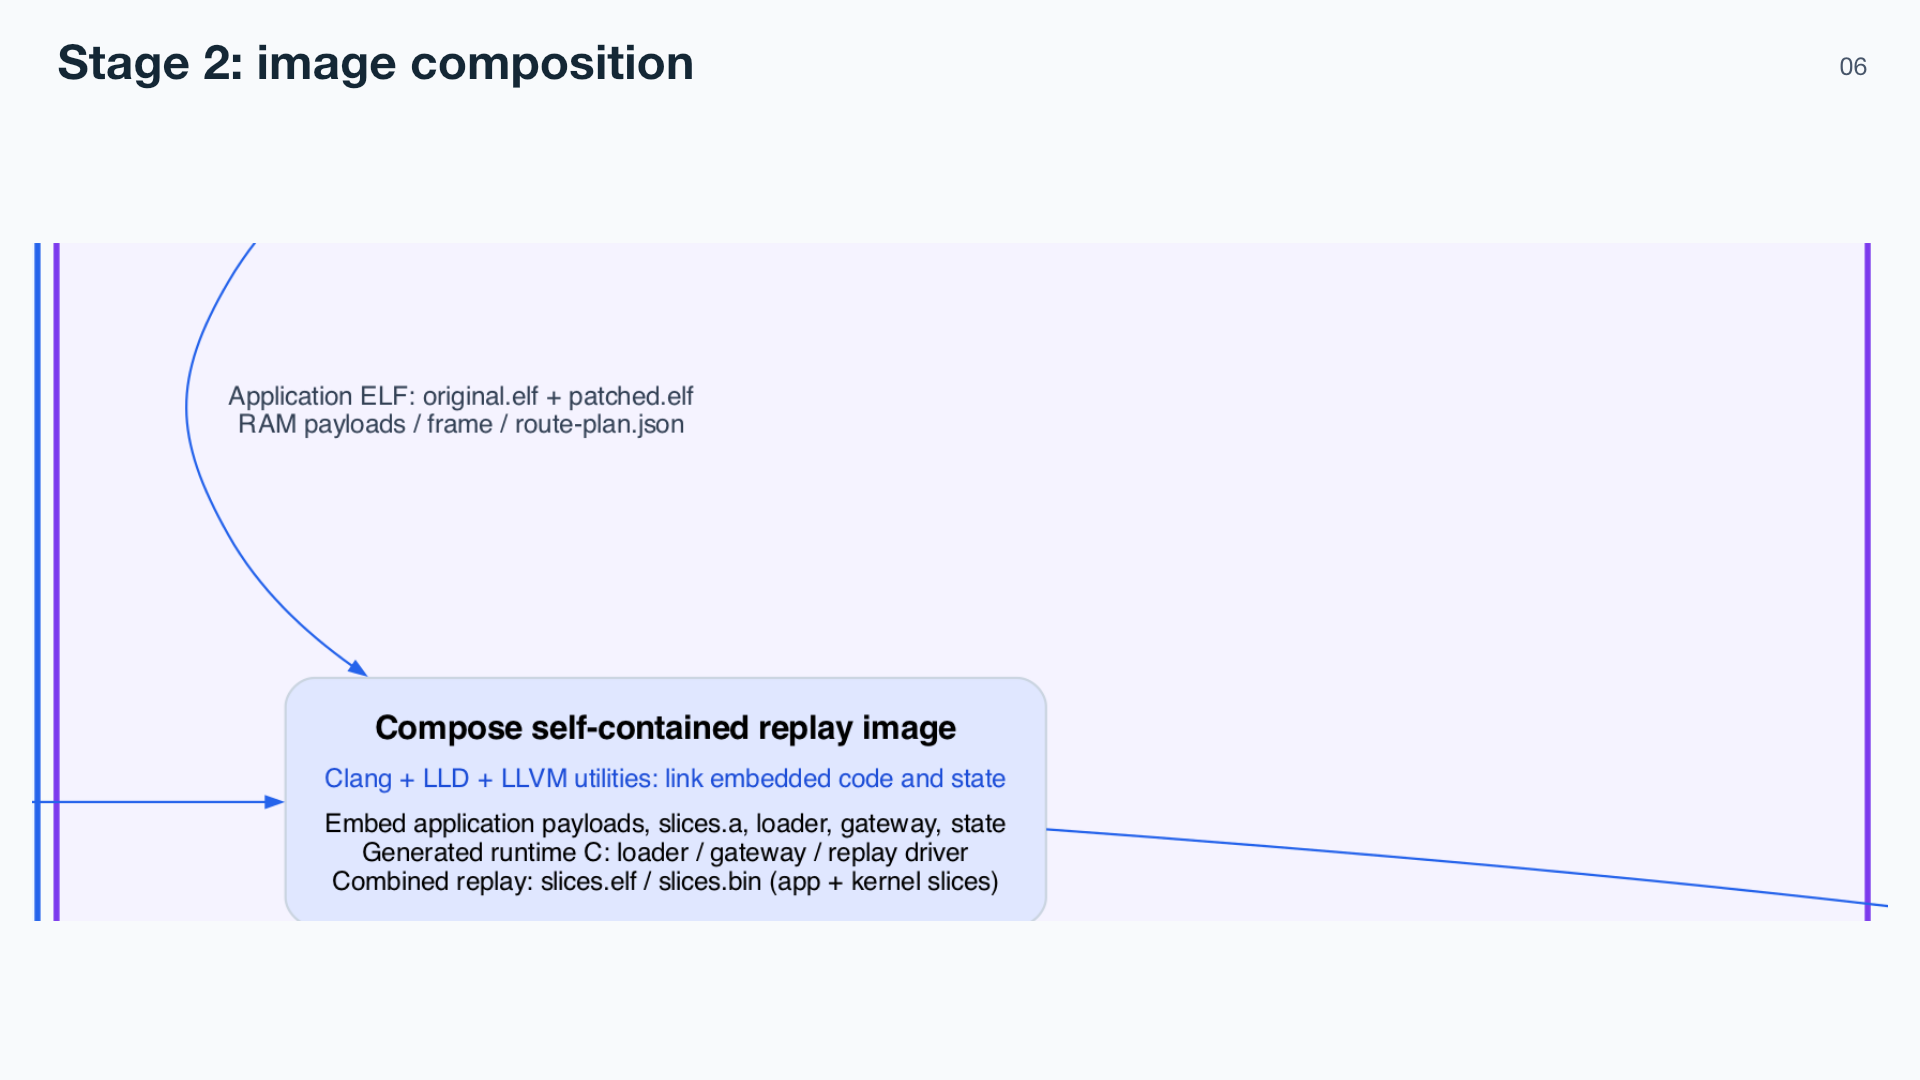 Stage 2: image composition
06
Application ELF: original.elf + patched.elf
RAM payloads / frame / route-plan.json
Compose self-contained replay image
Clang + LLD + LLVM utilities: link embedded code and state
Embed application payloads, slices.a, loader, gateway, state
Generated runtime C: loader / gateway / replay driver
Combined replay: slices.elf / slices.bin (app + kernel slices)